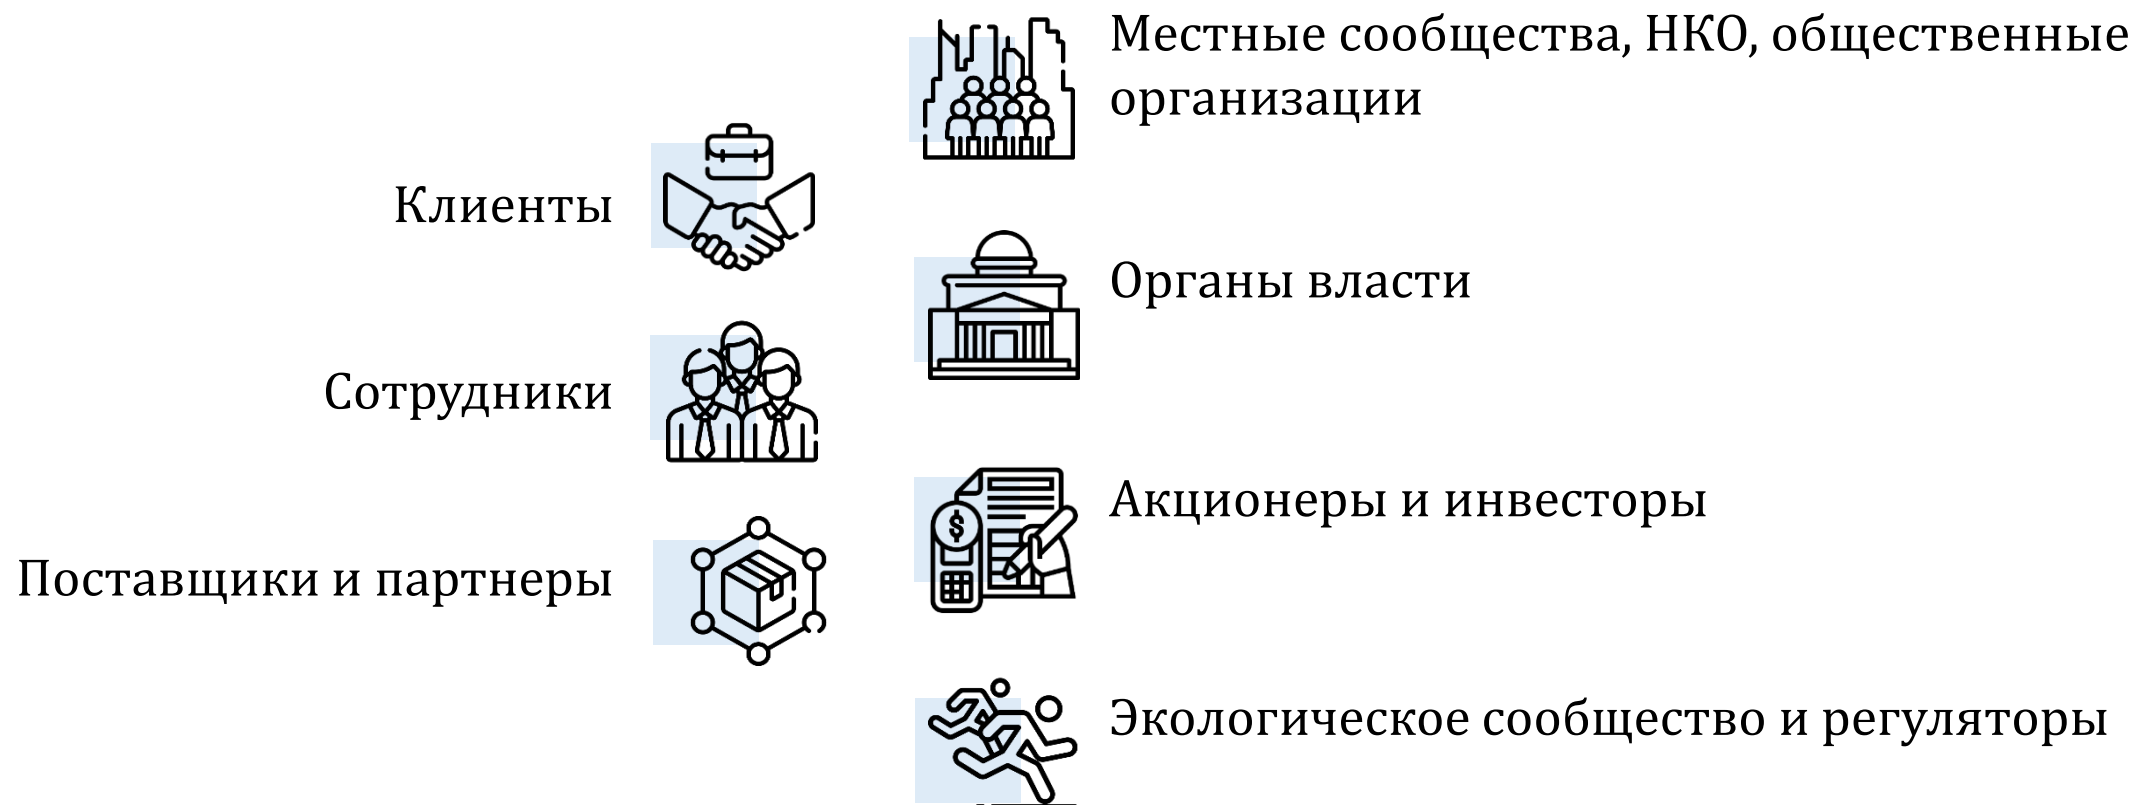 Клиенты
Сотрудники
Поставщики и партнеры
Местные сообщества, НКО, общественные
организации
Органы власти
$
Акционеры и инвесторы
Экологическое сообщество и регуляторы